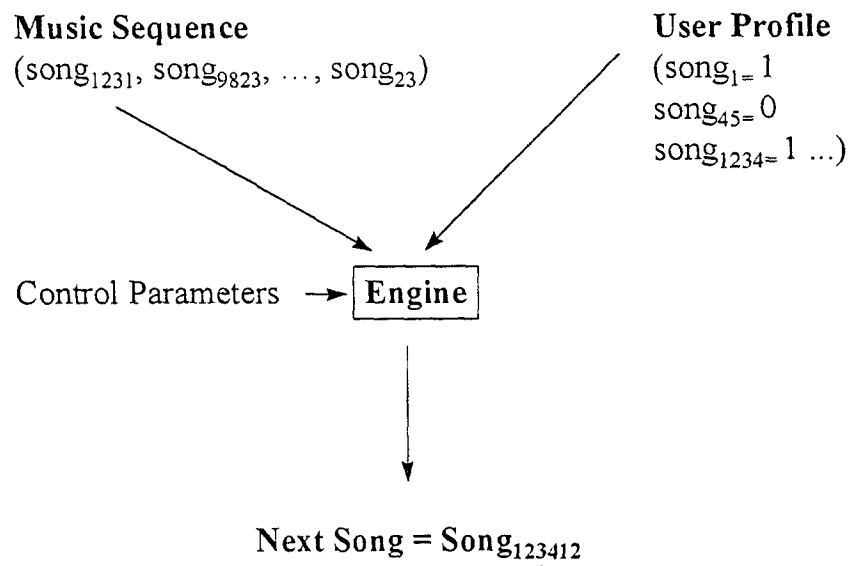 Music Sequence
(song1231, song9823, ..., song23)
User Profile
(song1= 1
song45= 0
song1234= 1 ...)
Control Parameters
Engine
Next Song = Song123412